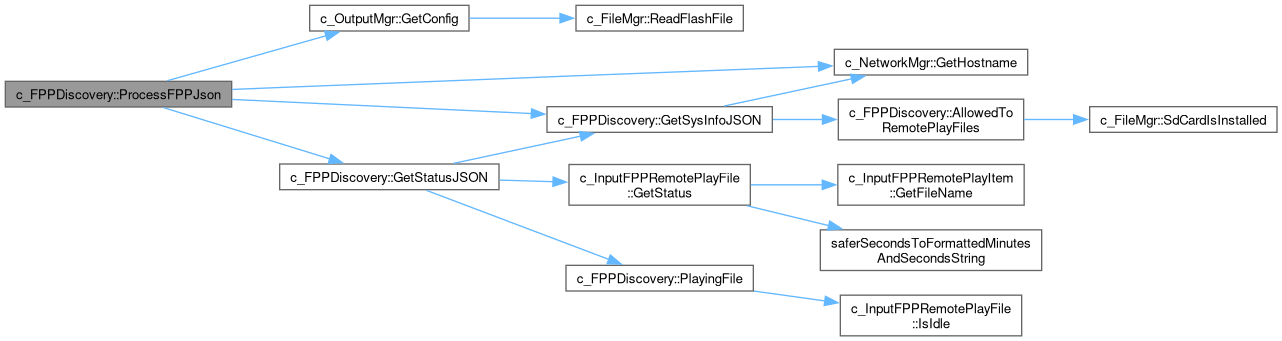 c_OutputMgr::GetConfig
c_FileMgr::ReadFlashFile
c_NetworkMgr::GetHostname
c_FPPDiscovery::ProcessFPPJson
c_FPPDiscovery::GetSysInfoJSON
c_FPPDiscovery::AllowedTo
RemotePlayFiles
c_FileMgr::SdCardIsInstalled
c_FPPDiscovery::GetStatusJSON
c_InputFPPRemotePlayFile
::GetStatus
c_InputFPPRemotePlayItem
::GetFileName
saferSecondsToFormattedMinutes
AndSecondsString
c_FPPDiscovery::PlayingFile
c_InputFPPRemotePlayFile
::IsIdle